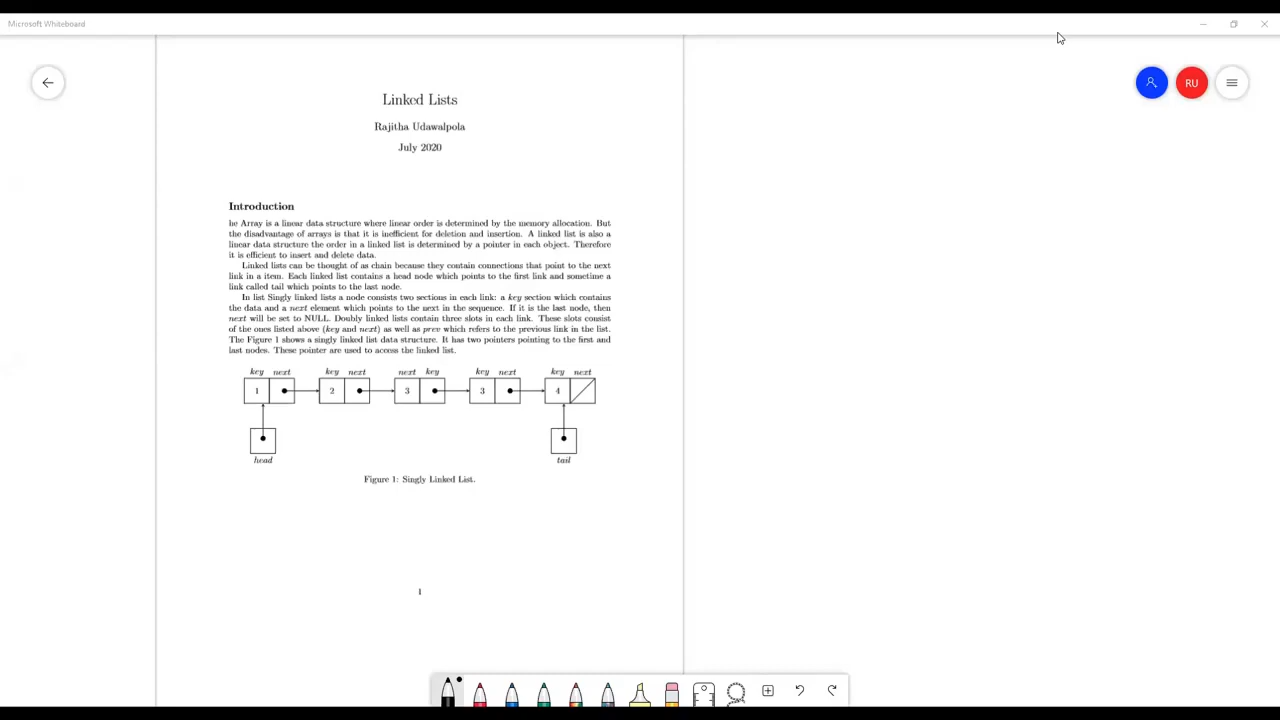 Microsoft Whiteboard
RU
Linked Lists
Rajitha Udawalpola
July 2020
Introduction
he Array is a linear data structure where linear order is determined by the memory allocation. But
the disadvantage of arrays is that it is inefficient for deletion and insertion. A linked list is also a
linear data structure the order in a linked list is determined by a pointer in each object. Therefore
it is efficient to insert and delete data.
Linked lists can be thought of as chain because they contain connections that point to the next
link in a item. Each linked list contains a head node which points to the first link and sometime a
link called tail which points to the last node.
In list Singly linked lists a node consists two sections in each link: a key section which contains
the data and a next element which points to the next in the sequence. If it is the last node, then
next will be set to NULL. Doubly linked lists contain three slots in each link. These slots consist
of the ones listed above (key and next) as well as prev which refers to the previous link in the list.
The Figure 1 shows a singly linked list data structure. It has two pointers pointing to the first and
last nodes. These pointer are used to access the linked list.
key next key next next key key next key next
1 2 3 3 4
head tail
Figure 1: Singly Linked List.
1